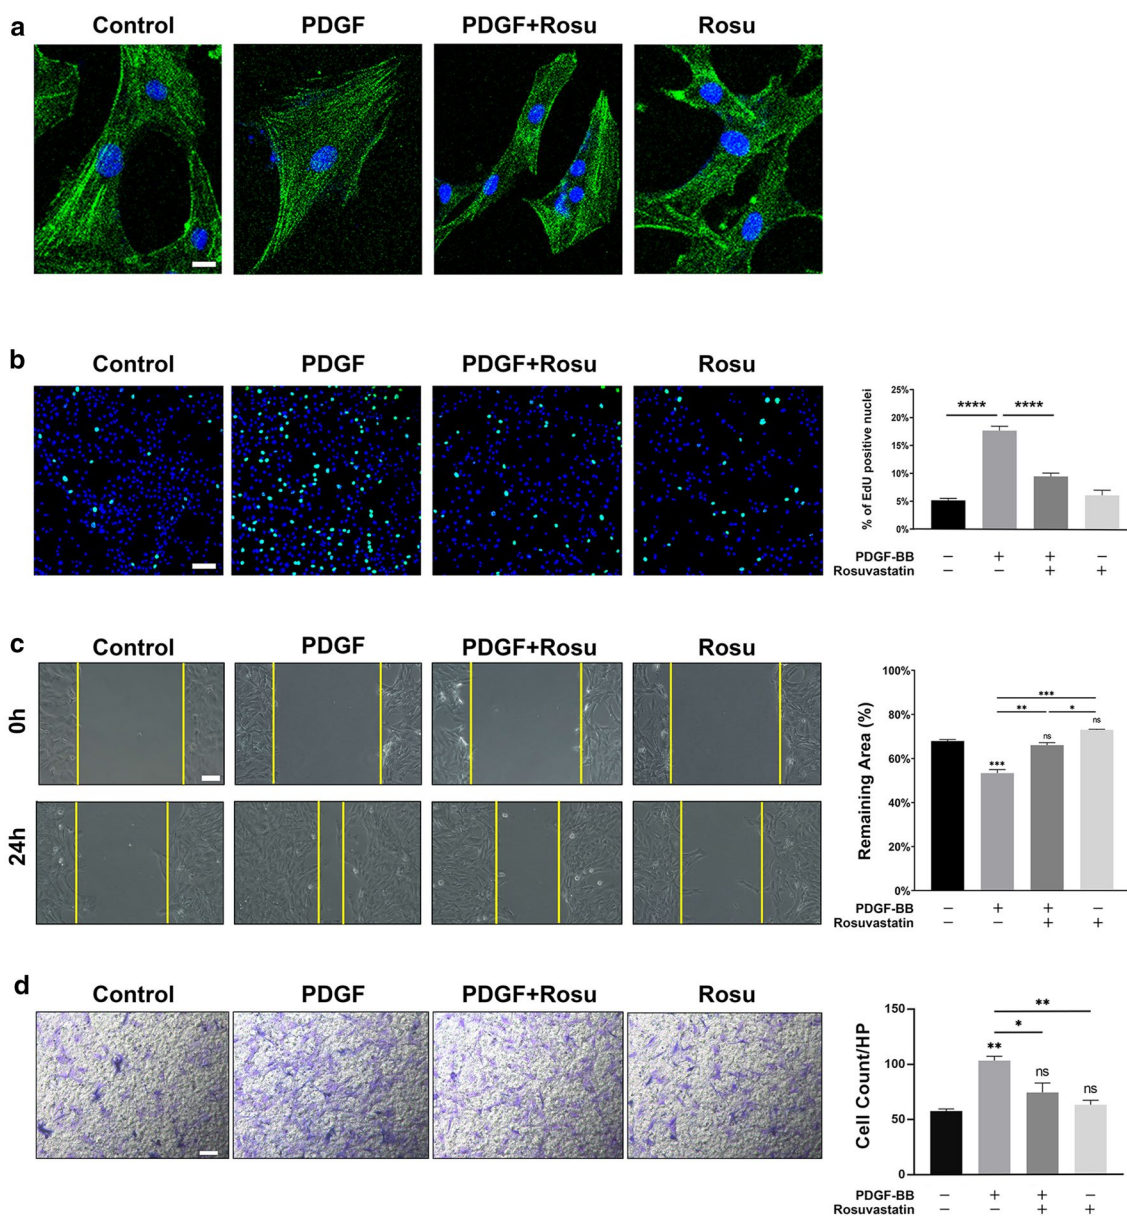 a
Control PDGF PDGF+Rosu Rosu
b
Control PDGF PDGF+Rosu Rosu
% of EdU positive nuclei
25%
20%
15%
10%
5%
0%
**** ****
PDGF-BB − + + −
Rosuvastatin − − + +
c
Control PDGF PDGF+Rosu Rosu
0h
24h
Remaining Area (%)
100%
80%
60%
40%
20%
0%
***
** *
*** ns ns
PDGF-BB − + + −
Rosuvastatin − − + +
d
Control PDGF PDGF+Rosu Rosu
Cell Count/HP
150
100
50
0
**
*
** ns ns
PDGF-BB − + + −
Rosuvastatin − − + +